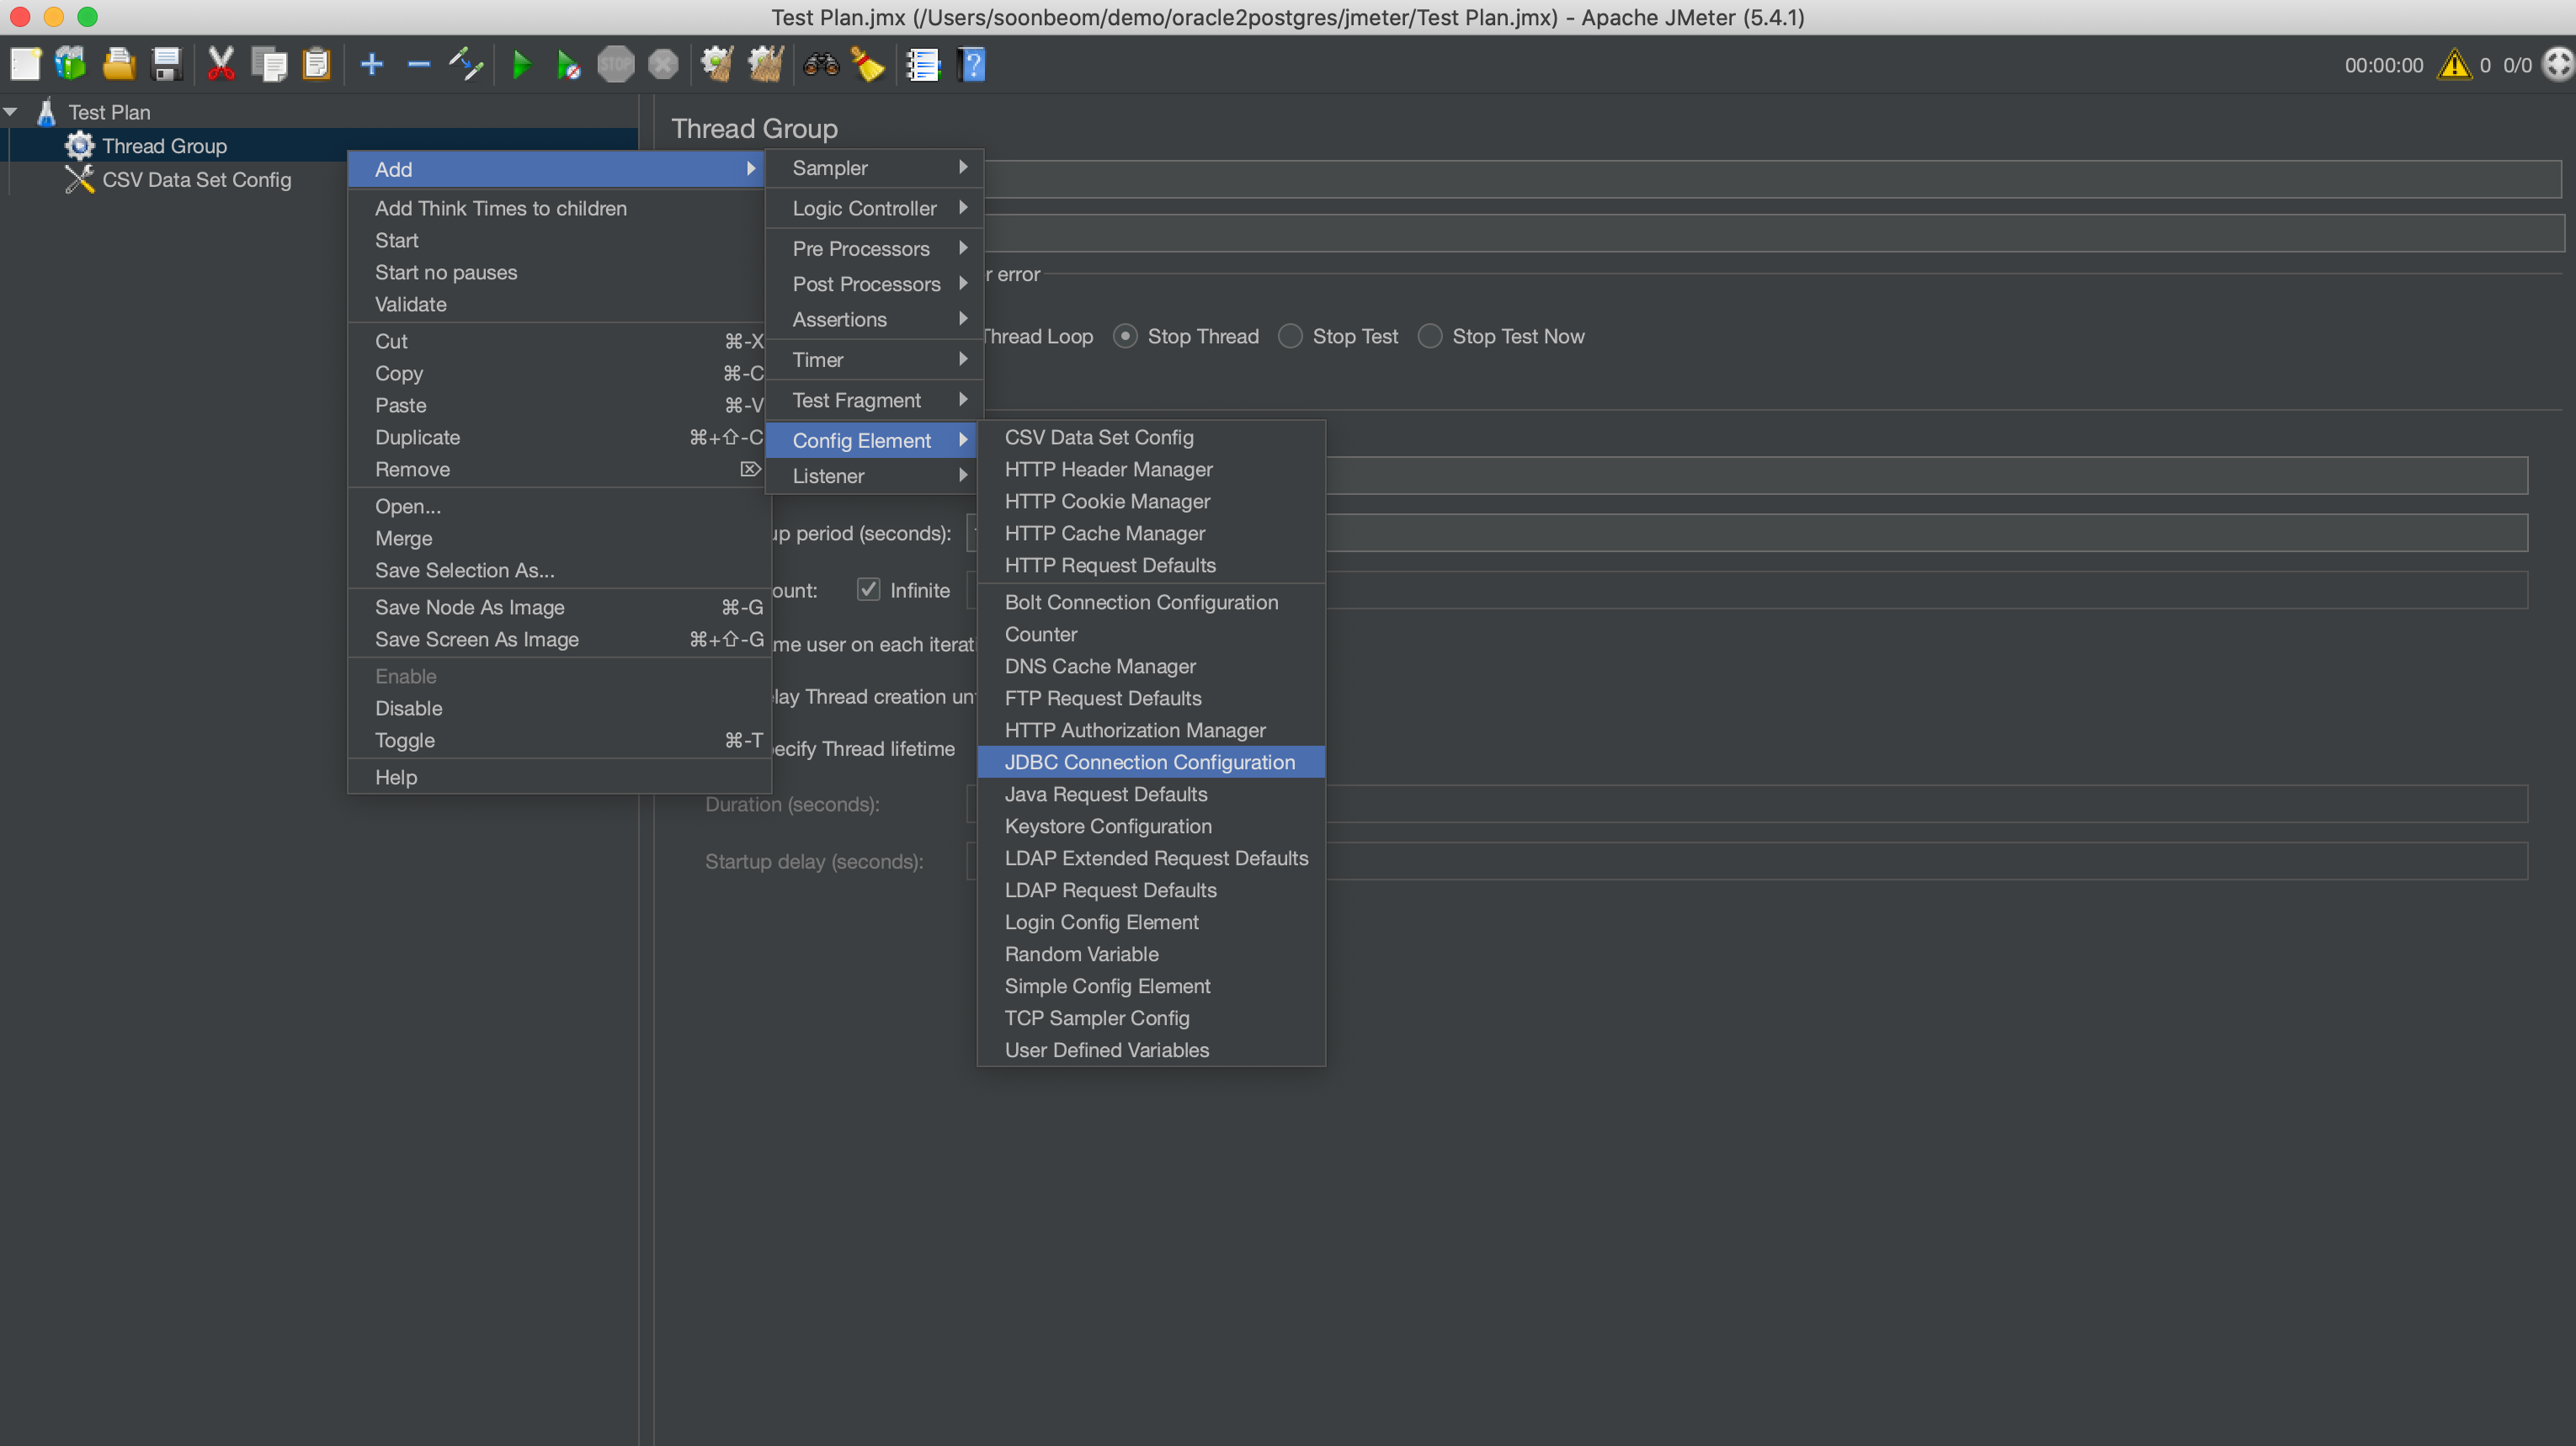 Test Plan.jmx (/Users/soonbeom/demo/oracle2postgres/jmeter/Test Plan.jmx) - Apache JMeter (5.4.1)
STOP
?
00:00:00
0
0/0
Test Plan
Thread Group
CSV Data Set Config
Thread Group
Add
Add Think Times to children
Start
Start no pauses
Validate
Cut ⌘-X
Copy ⌘-C
Paste ⌘-V
Duplicate ⌘+⇧-C
Remove ⌦
Open...
Merge
Save Selection As...
Save Node As Image ⌘-G
Save Screen As Image ⌘+⇧-G
Enable
Disable
Toggle ⌘-T
Help
Sampler
Logic Controller
Pre Processors
Post Processors
Assertions
Timer
Test Fragment
Config Element
Listener
CSV Data Set Config
HTTP Header Manager
HTTP Cookie Manager
HTTP Cache Manager
HTTP Request Defaults
Bolt Connection Configuration
Counter
DNS Cache Manager
FTP Request Defaults
HTTP Authorization Manager
JDBC Connection Configuration
Java Request Defaults
Keystore Configuration
LDAP Extended Request Defaults
LDAP Request Defaults
Login Config Element
Random Variable
Simple Config Element
TCP Sampler Config
User Defined Variables
r error
Thread Loop Stop Thread Stop Test Stop Test Now
up period (seconds):
ount: Infinite
me user on each iterati
lay Thread creation un
ecify Thread lifetime
Duration (seconds):
Startup delay (seconds):